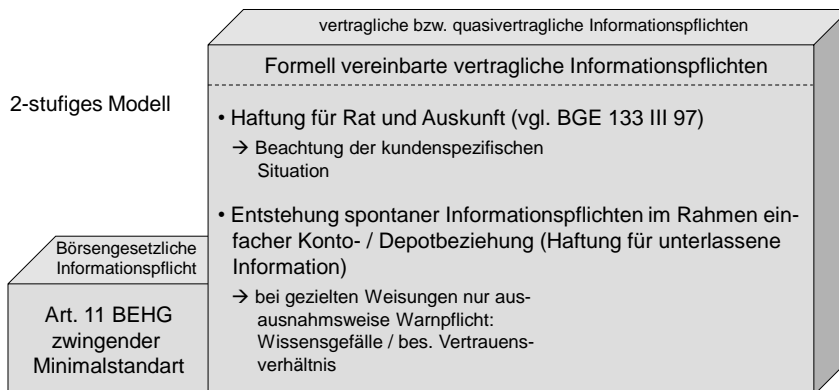 vertragliche bzw. quasivertragliche Informationspflichten
Formell vereinbarte vertragliche Informationspflichten
2-stufiges Modell
• Haftung für Rat und Auskunft (vgl. BGE 133 III 97)
→ Beachtung der kundenspezifischen
Situation
• Entstehung spontaner Informationspflichten im Rahmen ein-
facher Konto- / Depotbeziehung (Haftung für unterlassene
Information)
→ bei gezielten Weisungen nur aus-
ausnahmsweise Warnpflicht:
Wissensgefälle / bes. Vertrauens-
verhältnis
Börsengesetzliche
Informationspflicht
Art. 11 BEHG
zwingender
Minimalstandart